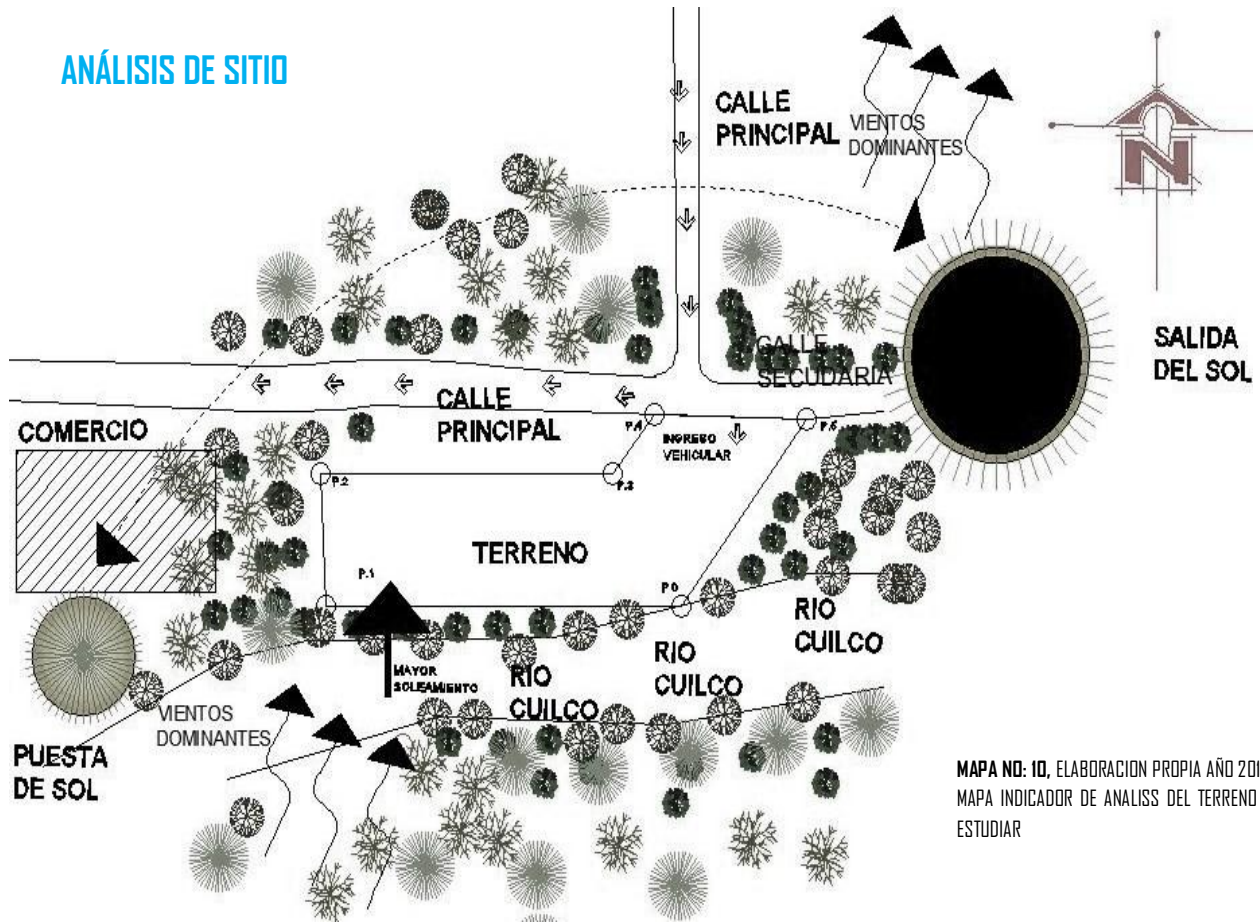 ANÁLISIS DE SITIO
CALLE
PRINCIPAL
VIENTOS
DOMINANTES
N
SALIDA
DEL SOL
CALLE
SECUDARIA
CALLE
PRINCIPAL
COMERCIO
P.4
INGRESO
VEHICULAR
P.5
P.2
P.3
TERRENO
P.1
P 0
MAYOR
SOLEAMIENTO
RIO
CUILCO
RIO
CUILCO
RIO
CUILCO
VIENTOS
DOMINANTES
PUESTA
DE SOL
MAPA NO: 10, ELABORACION PROPIA AÑO 201
MAPA INDICADOR DE ANALISS DEL TERRENO
ESTUDIAR